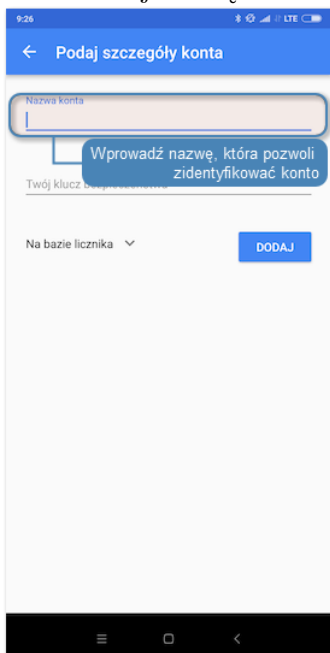 9:26 LTE
Podaj szczegóły konta
Nazwa konta
Wprowadź nazwę, która pozwoli
zidentyfikować konto
Twój klucz
Na bazie licznika
DODAJ